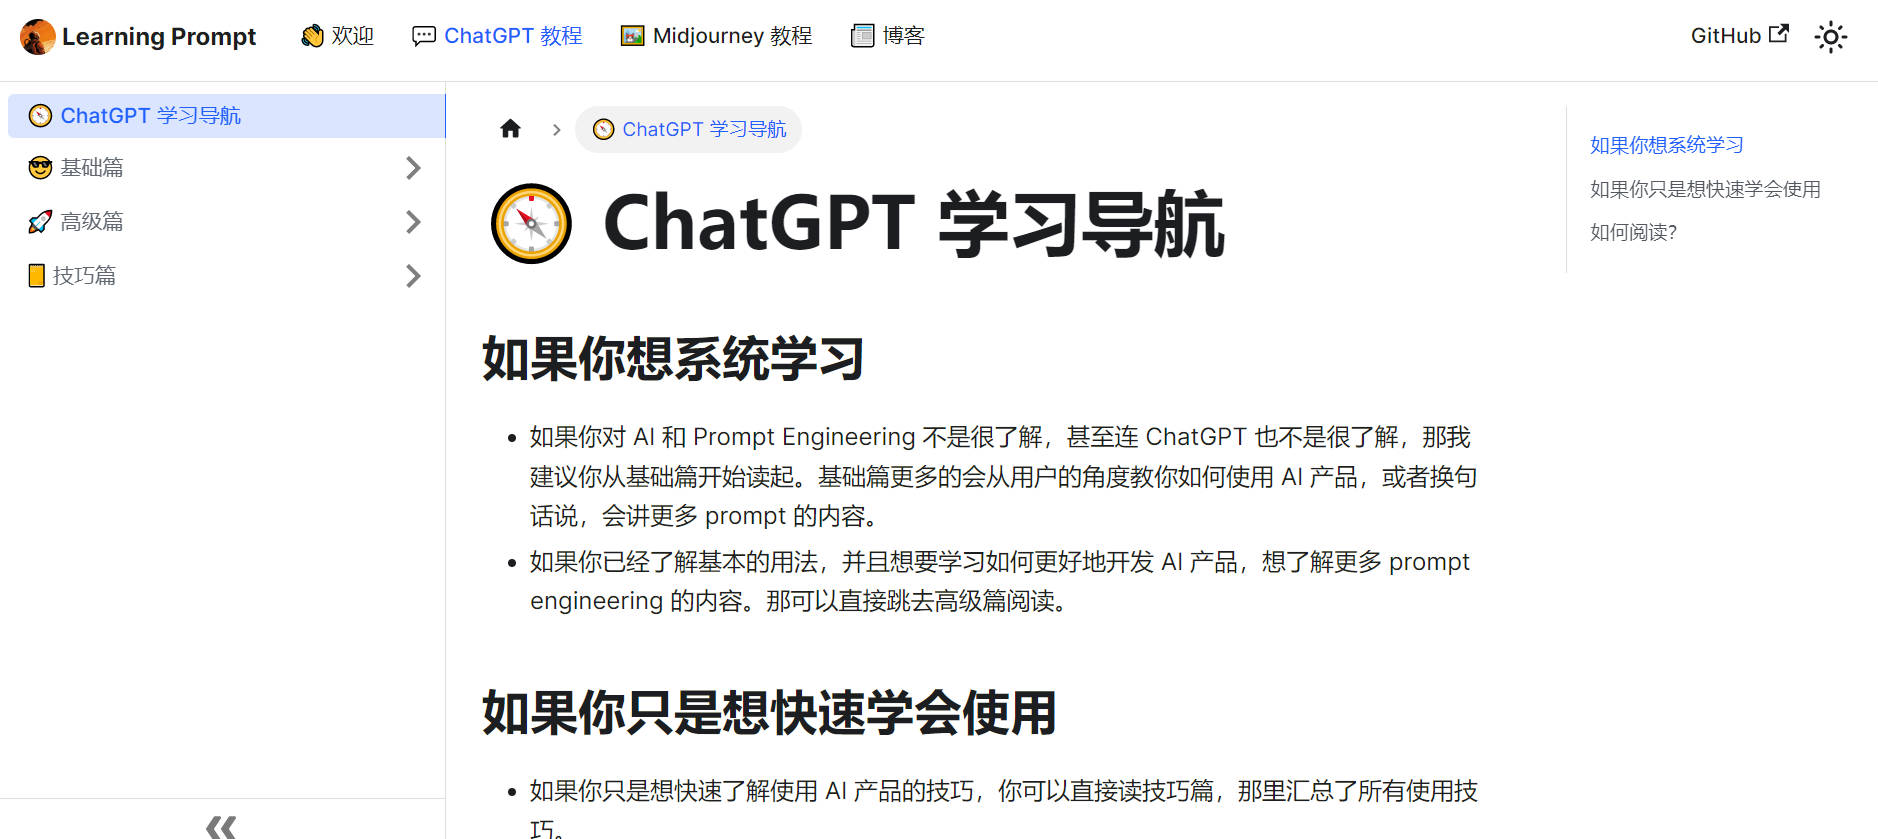 Learning Prompt 欢迎 ChatGPT 教程 Midjourney 教程 博客 GitHub
ChatGPT 学习导航
基础篇
高级篇
技巧篇
ChatGPT 学习导航
ChatGPT 学习导航
如果你想系统学习
如果你对 AI 和 Prompt Engineering 不是很了解，甚至连 ChatGPT 也不是很了解，那我
建议你从基础篇开始读起。基础篇更多的会从用户的角度教你如何使用 AI 产品，或者换句
话说，会讲更多 prompt 的内容。
如果你已经了解基本的用法，并且想要学习如何更好地开发 AI 产品，想了解更多 prompt
engineering 的内容。那可以直接跳去高级篇阅读。
如果你只是想快速学会使用
如果你只是想快速了解使用 AI 产品的技巧，你可以直接读技巧篇，那里汇总了所有使用技
巧。
如果你想系统学习
如果你只是想快速学会使用
如何阅读？